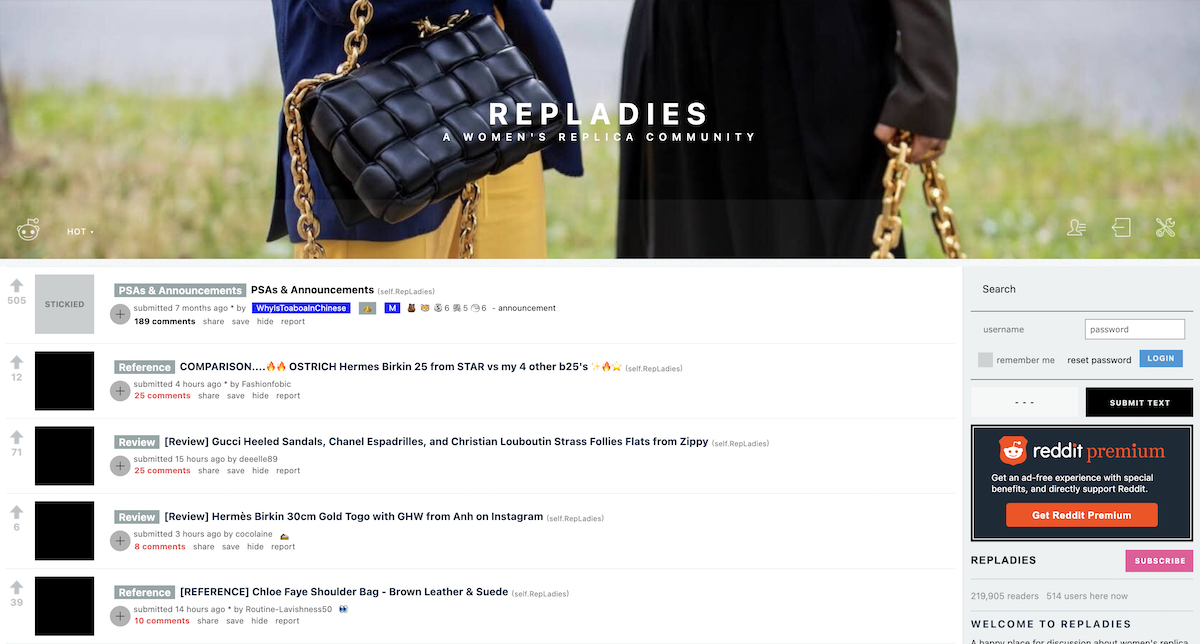 REPLADIES
A WOMEN'S REPLICA COMMUNITY
HOT
505
STICKIED
PSAs & Announcements PSAs & Announcements (self.RepLadies)
submitted 7 months ago * by WhyIsToaboaInChinese M 6 5 6 - announcement
189 comments share save hide report
12
Reference COMPARISON....🔥🔥 OSTRICH Hermes Birkin 25 from STAR vs my 4 other b25's ✨🔥⭐ (self.RepLadies)
submitted 4 hours ago * by Fashionfobic
25 comments share save hide report
71
Review [Review] Gucci Heeled Sandals, Chanel Espadrilles, and Christian Louboutin Strass Follies Flats from Zippy (self.RepLadies)
submitted 15 hours ago by deeelle89
25 comments share save hide report
6
Review [Review] Hermès Birkin 30cm Gold Togo with GHW from Anh on Instagram (self.RepLadies)
submitted 3 hours ago by cocolaine
8 comments share save hide report
39
Reference [REFERENCE] Chloe Faye Shoulder Bag - Brown Leather & Suede (self.RepLadies)
submitted 14 hours ago * by Routine-Lavishness50
10 comments share save hide report
Search
username password
remember me reset password LOGIN
- - - SUBMIT TEXT
reddit premium
Get an ad-free experience with special
benefits, and directly support Reddit.
Get Reddit Premium
REPLADIES SUBSCRIBE
219,905 readers 514 users here now
WELCOME TO REPLADIES
A happy place for discussion about women's replica